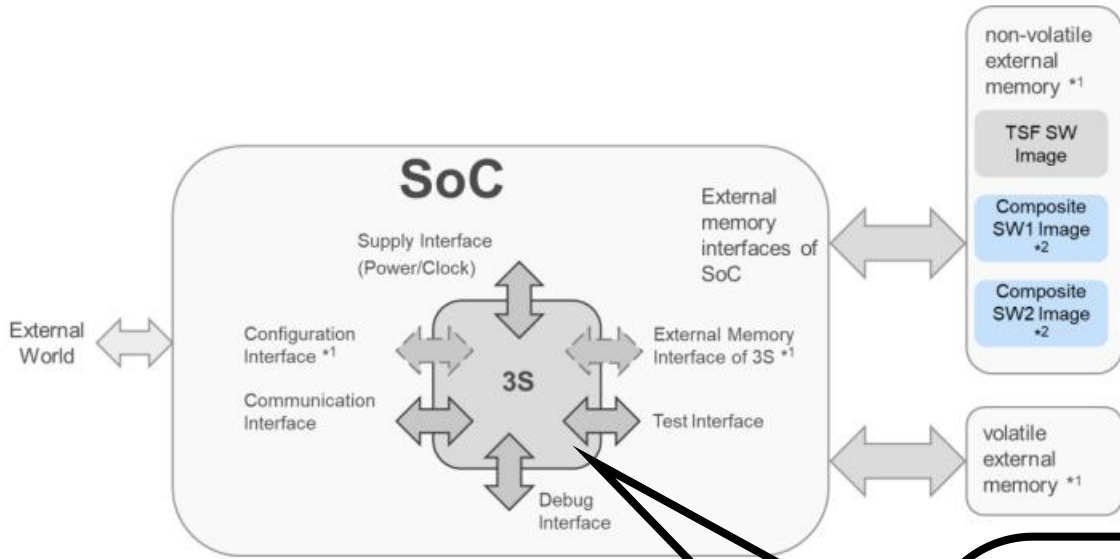 non-volatile
external
memory *1
TSF SW
Image
Composite
SW1 Image
*2
Composite
SW2 Image
*2
SoC
External
memory
interfaces of
SoC
Supply Interface
(Power/Clock)
External
World
Configuration
Interface *1
External Memory
Interface of 3S *1
3S
Communication
Interface
Test Interface
Debug
Interface
volatile
external
memory *1